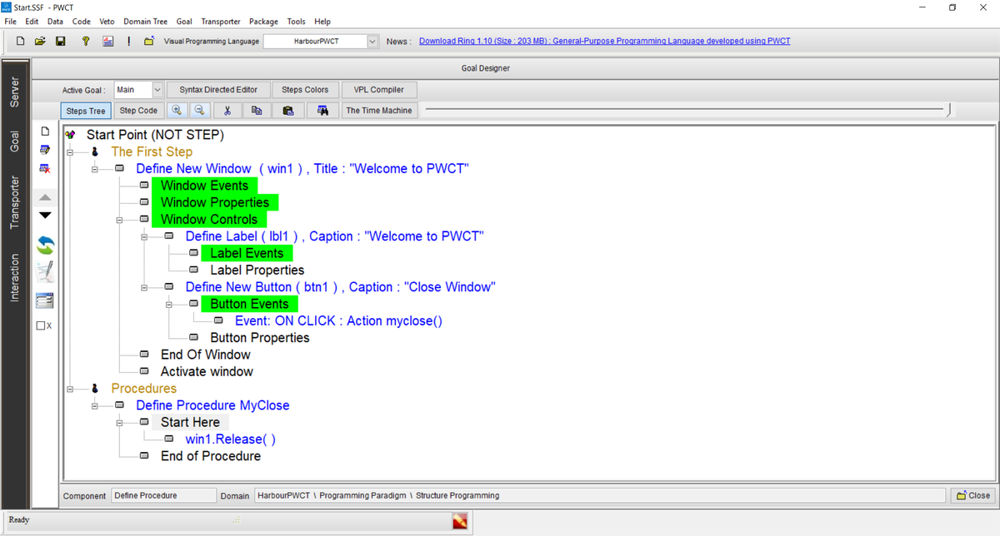 Start.SSF - PWCT
File Edit Data Code Veto Domain Tree Goal Transporter Package Tools Help
Visual Programming Language HarbourPWCT News : Download Ring 1.10 (Size : 203 MB) : General-Purpose Programming Language developed using PWCT
Goal Designer
Server
Goal
Transporter
Interaction
Active Goal : Main Syntax Directed Editor Steps Colors VPL Compiler
Steps Tree Step Code The Time Machine
Start Point (NOT STEP)
The First Step
Define New Window ( win1 ) , Title : "Welcome to PWCT"
Window Events
Window Properties
Window Controls
Define Label ( lbl1 ) , Caption : "Welcome to PWCT"
Label Events
Label Properties
Define New Button ( btn1 ) , Caption : "Close Window"
Button Events
Event: ON CLICK : Action myclose()
Button Properties
End Of Window
Activate window
Procedures
Define Procedure MyClose
Start Here
win1.Release( )
End of Procedure
X
Component Define Procedure Domain HarbourPWCT \ Programming Paradigm \ Structure Programming Close
Ready